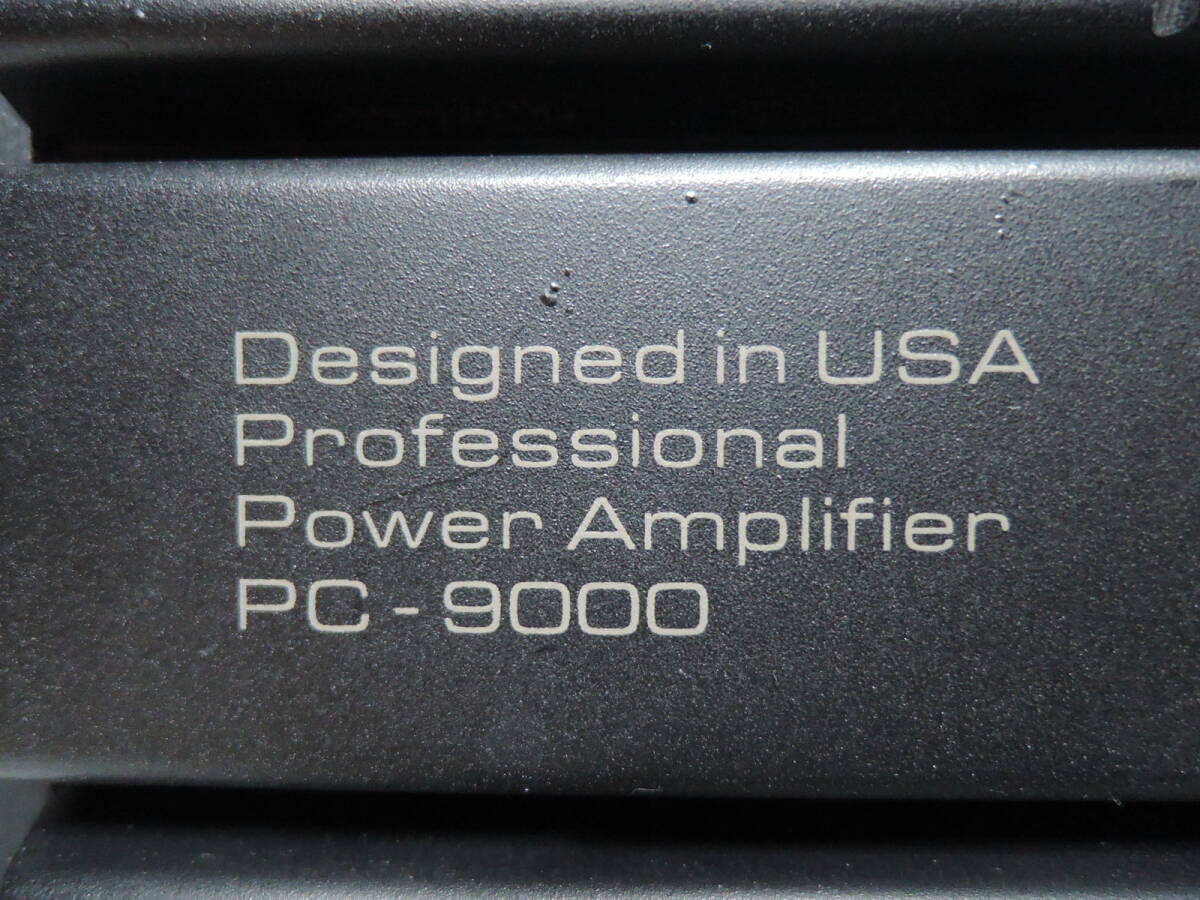 Designed in USA
Professional
Power Amplifier
PC - 9000